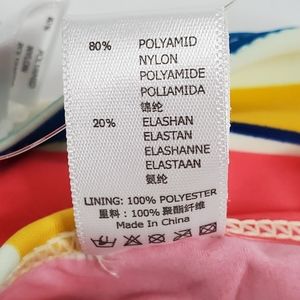 80% POLYAMID
NYLON
POLYAMIDE
POLIAMIDA
锦纶
20% ELASHAN
ELASTAN
ELASHANNE
ELASTAAN
氨纶
LINING: 100% POLYESTER
里料：100% 聚酯纤维
Made In China